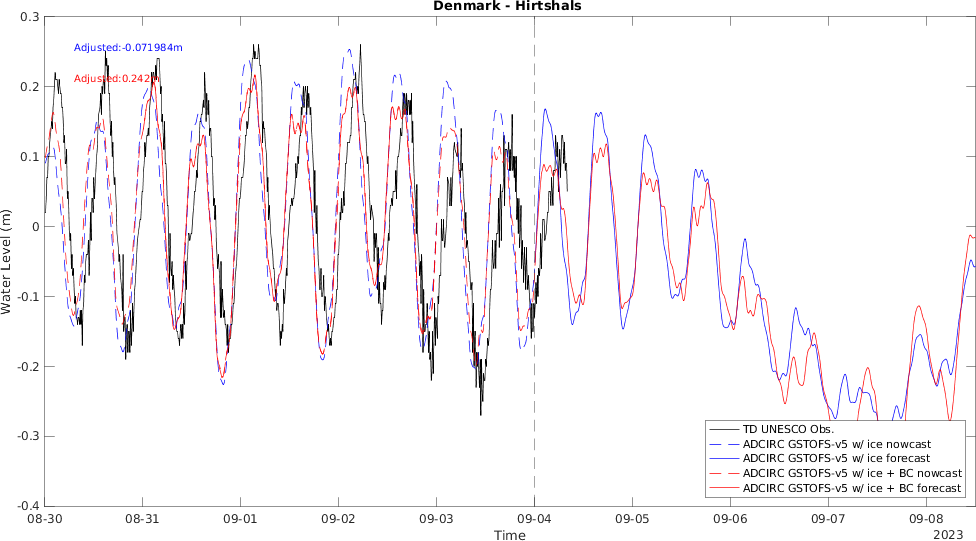 Denmark - Hirtshals
Adjusted:-0.071984m
Adjusted:0.242
0.3
0.2
0.1
0
-0.1
-0.2
-0.3
-0.4
Water Level (m)
08-30
08-31
09-01
09-02
09-03
09-04
09-05
09-06
09-07
09-08
Time
2023
TD UNESCO Obs.
ADCIRC GSTOFS-v5 w/ ice nowcast
ADCIRC GSTOFS-v5 w/ ice forecast
ADCIRC GSTOFS-v5 w/ ice + BC nowcast
ADCIRC GSTOFS-v5 w/ ice + BC forecast